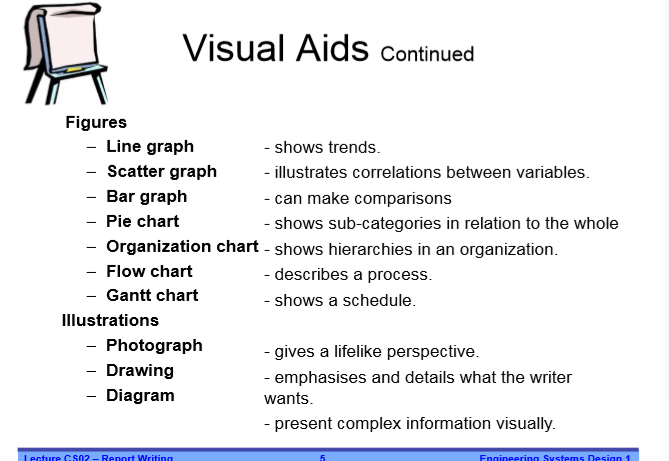 Visual Aids Continued
Figures
– Line graph - shows trends.
– Scatter graph - illustrates correlations between variables.
– Bar graph - can make comparisons
– Pie chart - shows sub-categories in relation to the whole
– Organization chart - shows hierarchies in an organization.
– Flow chart - describes a process.
– Gantt chart - shows a schedule.
Illustrations
– Photograph - gives a lifelike perspective.
– Drawing - emphasises and details what the writer
wants.
– Diagram - present complex information visually.
Lecture CS02 – Report Writing 5 Engineering Systems Design 1